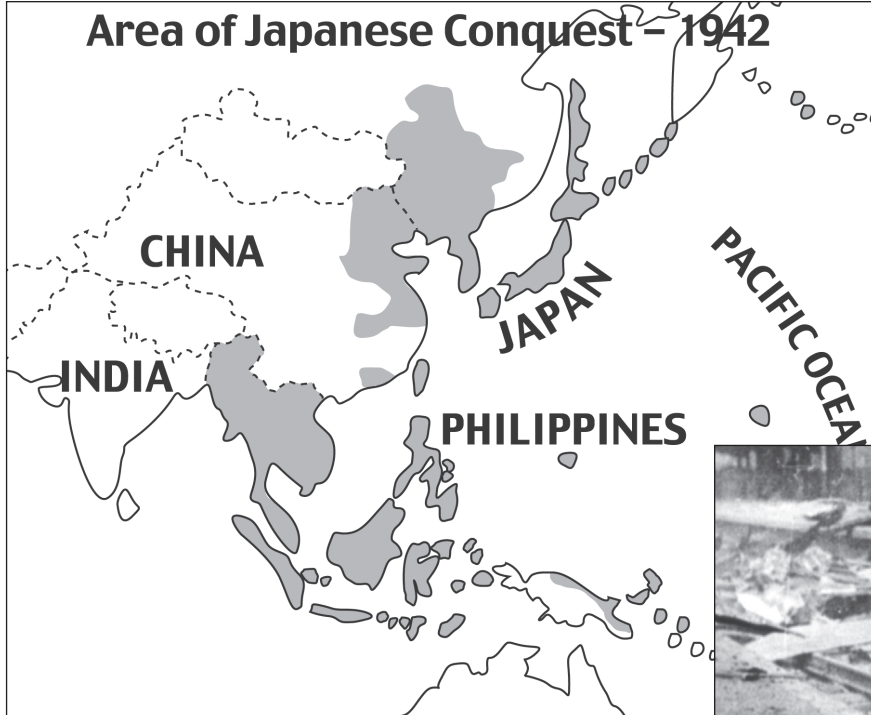 Area of Japanese Conquest – 1942
CHINA
JAPAN
PACIFIC OCEA
INDIA
PHILIPPINES